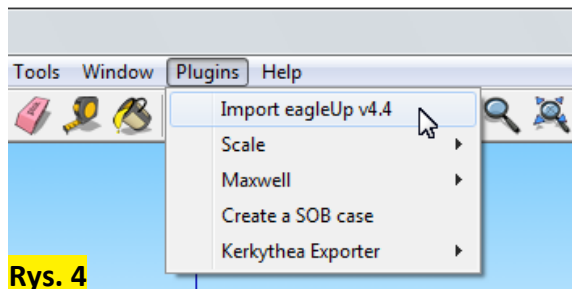 Tools Window Plugins Help
Import eagleUp v4.4
Scale
Maxwell
Create a SOB case
Kerkythea Exporter
Rys. 4